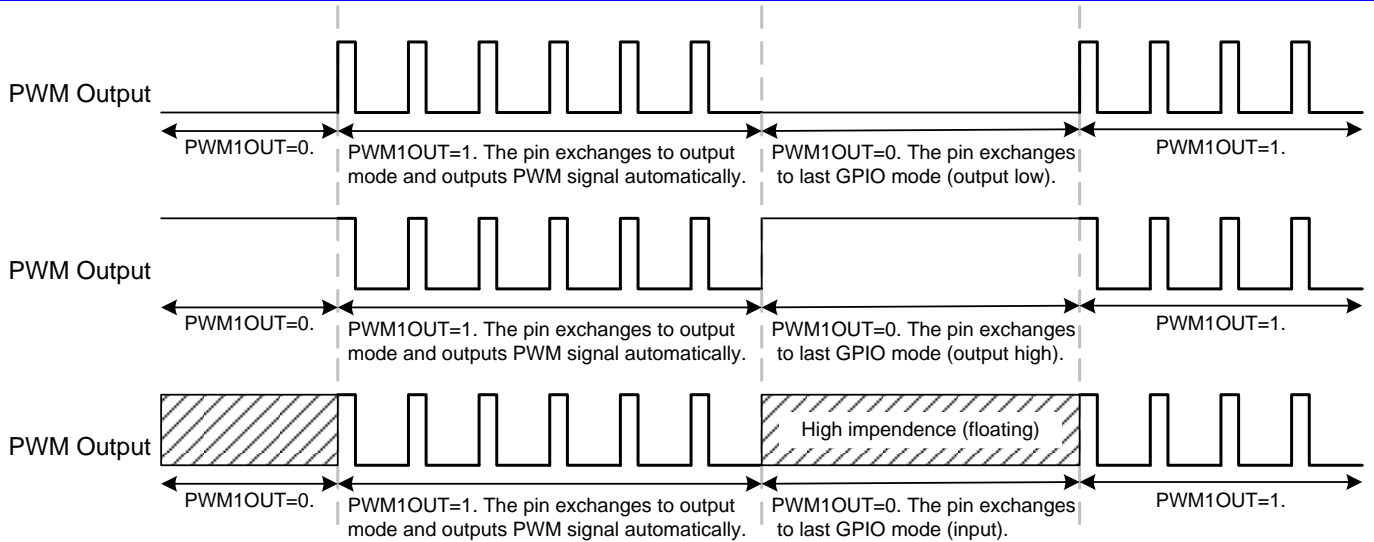 PWM Output
PWM1OUT=0.
PWM1OUT=1. The pin exchanges to output
mode and outputs PWM signal automatically.
PWM1OUT=0. The pin exchanges
to last GPIO mode (output low).
PWM1OUT=1.
PWM Output
PWM1OUT=0.
PWM1OUT=1. The pin exchanges to output
mode and outputs PWM signal automatically.
PWM1OUT=0. The pin exchanges
to last GPIO mode (output high).
PWM1OUT=1.
PWM Output
High impendence (floating)
PWM1OUT=0.
PWM1OUT=1. The pin exchanges to output
mode and outputs PWM signal automatically.
PWM1OUT=0. The pin exchanges
to last GPIO mode (input).
PWM1OUT=1.